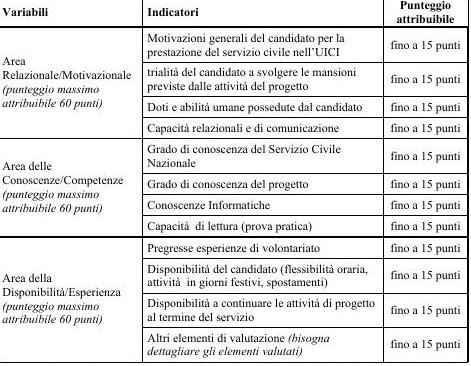 Variabili
Indicatori
Punteggio
attribuibile
Area
Relazionale/Motivazionale
(punteggio massimo
attribuibile 60 punti)
Motivazioni generali del candidato per la
prestazione del servizio civile nell'UICI
fino a 15 punti
trialità del candidato a svolgere le mansioni
previste dalle attività del progetto
fino a 15 punti
Doti e abilità umane possedute dal candidato
fino a 15 punti
Capacità relazionali e di comunicazione
fino a 15 punti
Area delle
Conoscenze/Competenze
(punteggio massimo
attribuibile 60 punti)
Grado di conoscenza del Servizio Civile
Nazionale
fino a 15 punti
Grado di conoscenza del progetto
fino a 15 punti
Conoscenze Informatiche
fino a 15 punti
Capacità di lettura (prova pratica)
fino a 15 punti
Area della
Disponibilità/Esperienza
(punteggio massimo
attribuibile 60 punti)
Pregresse esperienze di volontariato
fino a 15 punti
Disponibilità del candidato (flessibilità oraria,
attività in giorni festivi, spostamenti)
fino a 15 punti
Disponibilità a continuare le attività di progetto
al termine del servizio
fino a 15 punti
Altri elementi di valutazione (bisogna
dettagliare gli elementi valutati)
fino a 15 punti